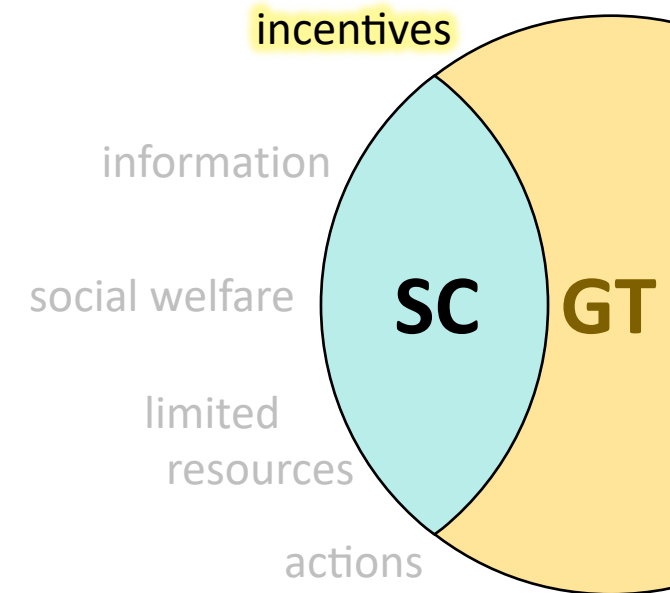 incentives
information
social welfare
SC GT
limited
resources
actions